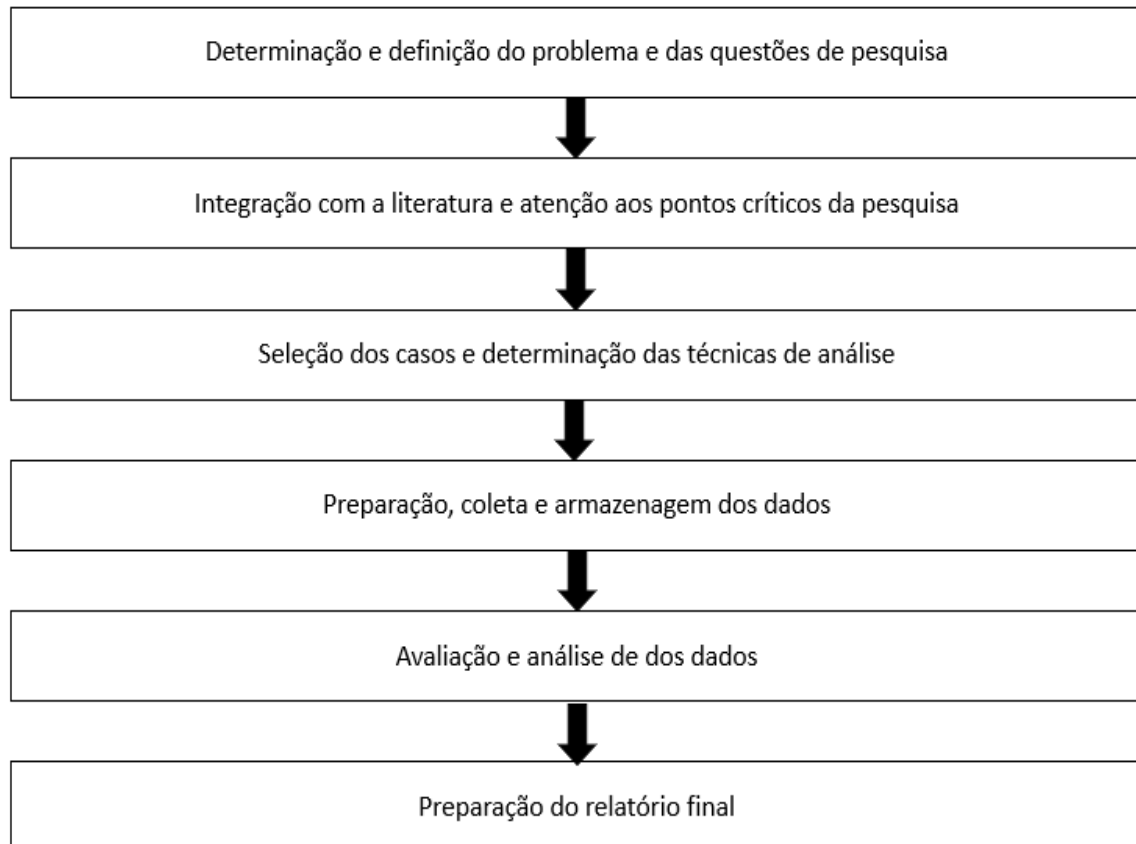 Determinação e definição do problema e das questões de pesquisa
Integração com a literatura e atenção aos pontos críticos da pesquisa
Seleção dos casos e determinação das técnicas de análise
Preparação, coleta e armazenagem dos dados
Avaliação e análise de dos dados
Preparação do relatório final